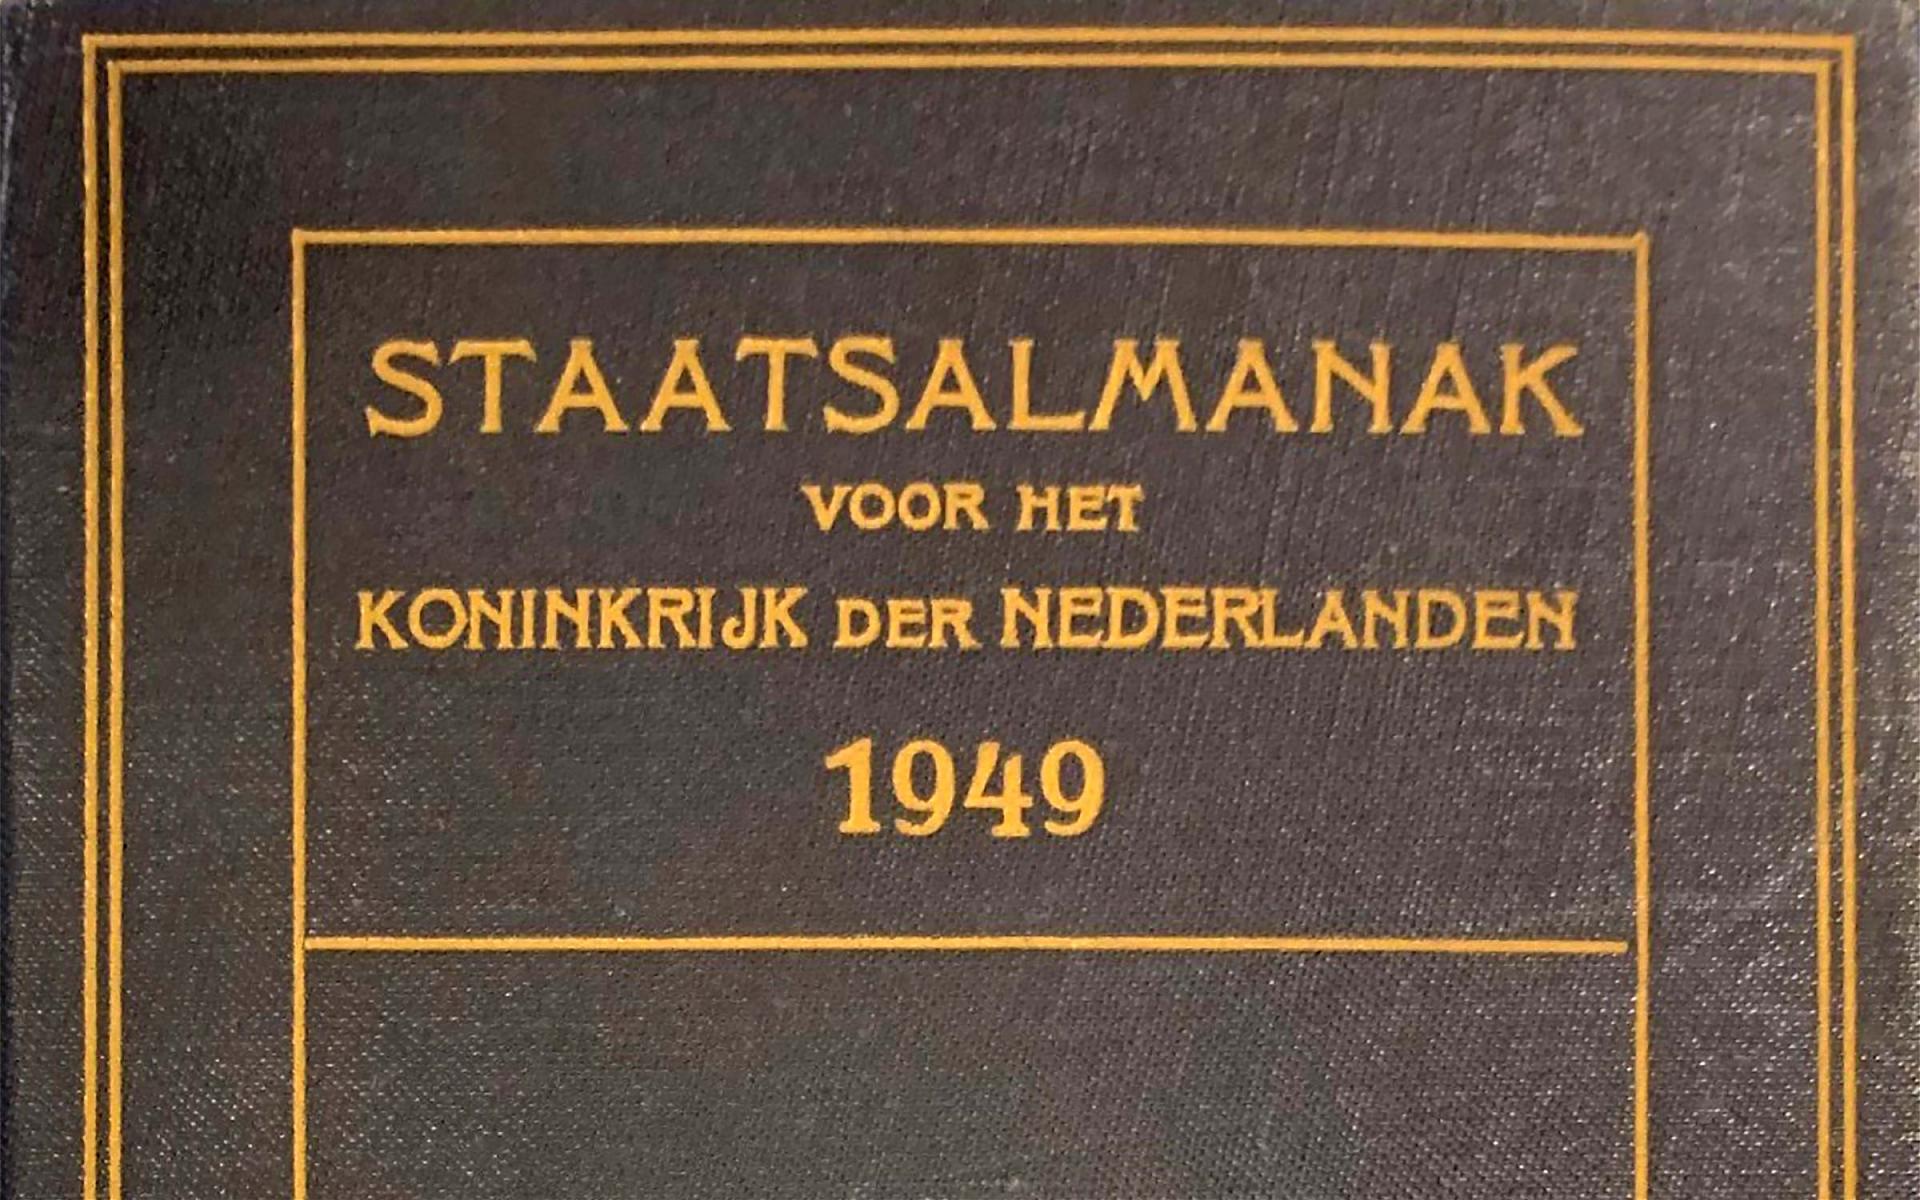 STAATSALMANAK
VOOR HET
KONINKRIJK DER NEDERLANDEN
1949